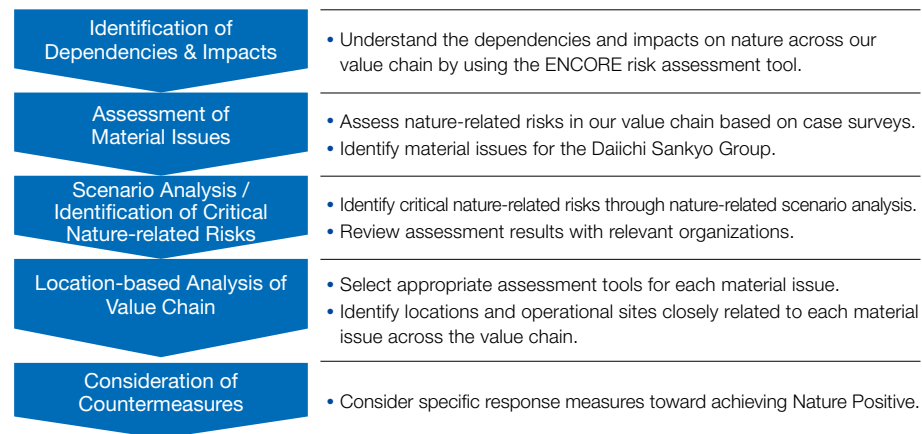 Identification of
Dependencies & Impacts
• Understand the dependencies and impacts on nature across our
value chain by using the ENCORE risk assessment tool.
Assessment of
Material Issues
• Assess nature-related risks in our value chain based on case surveys.
• Identify material issues for the Daiichi Sankyo Group.
Scenario Analysis /
Identification of Critical
Nature-related Risks
• Identify critical nature-related risks through nature-related scenario analysis.
• Review assessment results with relevant organizations.
Location-based Analysis of
Value Chain
• Select appropriate assessment tools for each material issue.
• Identify locations and operational sites closely related to each material
issue across the value chain.
Consideration of
Countermeasures
• Consider specific response measures toward achieving Nature Positive.